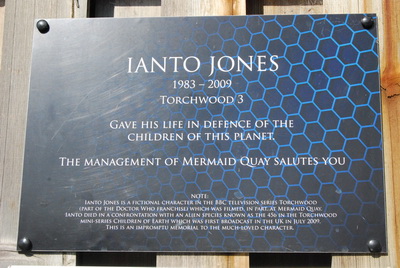 IANTO JONES
1983 – 2009
TORCHWOOD 3
GAVE HIS LIFE IN DEFENCE OF THE
CHILDREN OF THIS PLANET.
THE MANAGEMENT OF MERMAID QUAY SALUTES YOU
NOTE:
IANTO JONES IS A FICTIONAL CHARACTER IN THE BBC TELEVISION SERIES TORCHWOOD
(PART OF THE DOCTOR WHO FRANCHISE) WHICH WAS FILMED, IN PART, AT MERMAID QUAY.
IANTO DIED IN A CONFRONTATION WITH AN ALIEN SPECIES KNOWN AS THE 456 IN THE TORCHWOOD
MINI-SERIES CHILDREN OF EARTH WHICH WAS FIRST BROADCAST IN THE UK IN JULY 2009.
THIS IS AN IMPROMPTU MEMORIAL TO THE MUCH-LOVED CHARACTER.